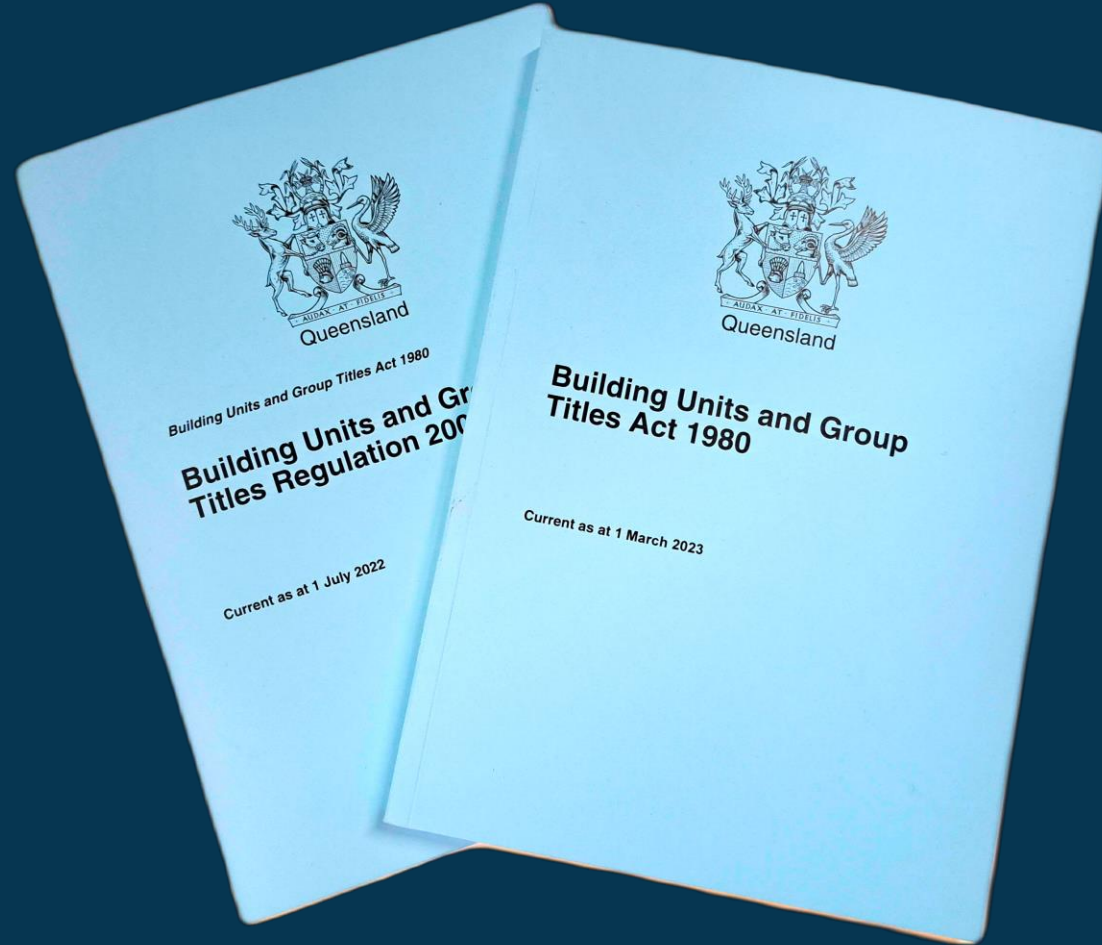 AUDAX · AT · FIDELIS
Queensland
Building Units and Group Titles Act 1980
Building Units and
Titles Regulation
Current as at 1 July 2022
AUDAX · AT · FIDELIS
Queensland
Building Units and Group
Titles Act 1980
Current as at 1 March 2023